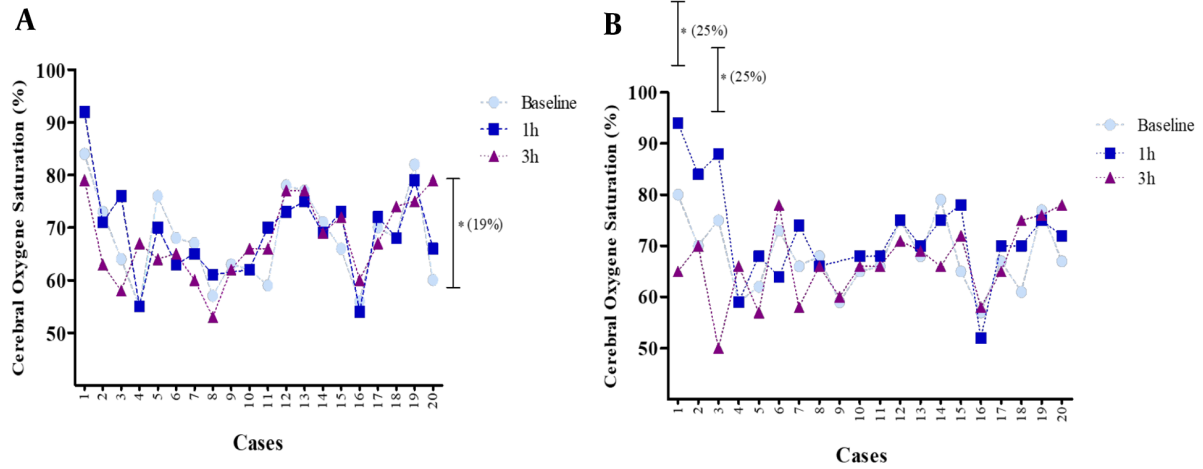 A
Cerebral Oxygene Saturation (%)
100
90
80
70
60
50
1 2 3 4 5 6 7 8 9 10 11 12 13 14 15 16 17 18 19 20
Cases
Baseline
1h
3h
* (19%)
B
* (25%)
* (25%)
Cerebral Oxygene Saturation (%)
100
90
80
70
60
50
1 2 3 4 5 6 7 8 9 10 11 12 13 14 15 16 17 18 19 20
Cases
Baseline
1h
3h